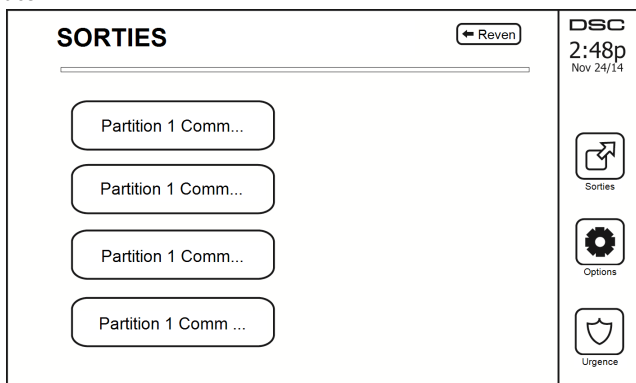 SORTIES
Reven
Partition 1 Comm...
Partition 1 Comm...
Partition 1 Comm...
Partition 1 Comm ...
DSC
2:48p
Nov 24/14
Sorties
Options
Urgence